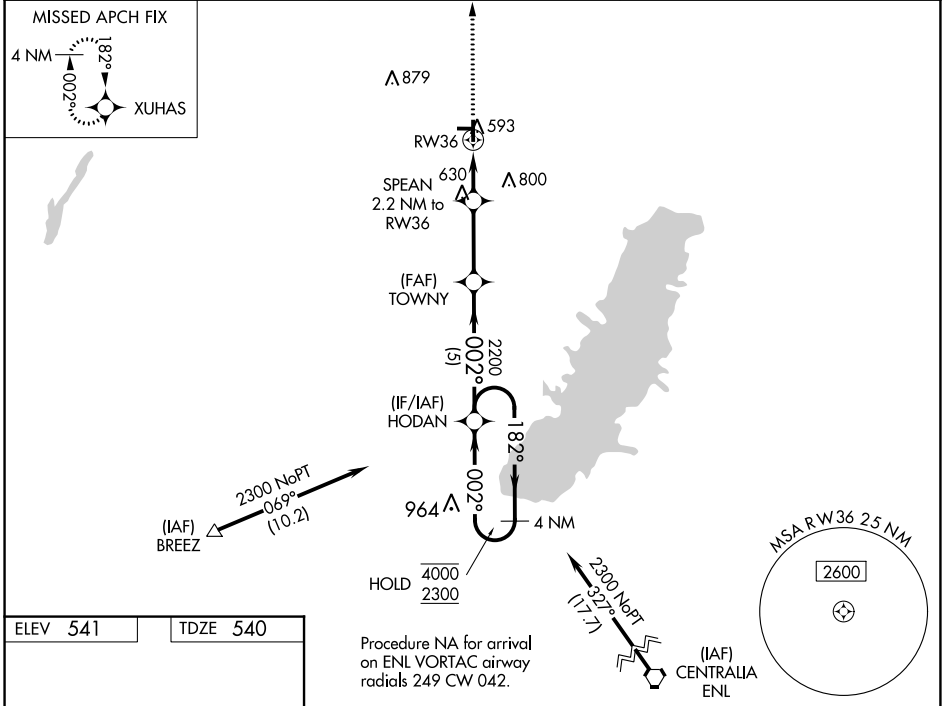 MISSED APCH FIX
4 NM
182°
002°
XUHAS
879
593
RW36
SPEAN
2.2 NM to
RW36
630
800
(FAF)
TOWNY
002°
(5)
2200
(IF/IAF)
HODAN
182°
002°
964
4 NM
2300 NoPT
069°
(10.2)
(IAF)
BREEZ
HOLD
4000
2300
2300 NoPT
327°
(17.7)
MSA RW36 25 NM
2600
ELEV 541
TDZE 540
Procedure NA for arrival
on ENL VORTAC airway
radials 249 CW 042.
(IAF)
CENTRALIA
ENL